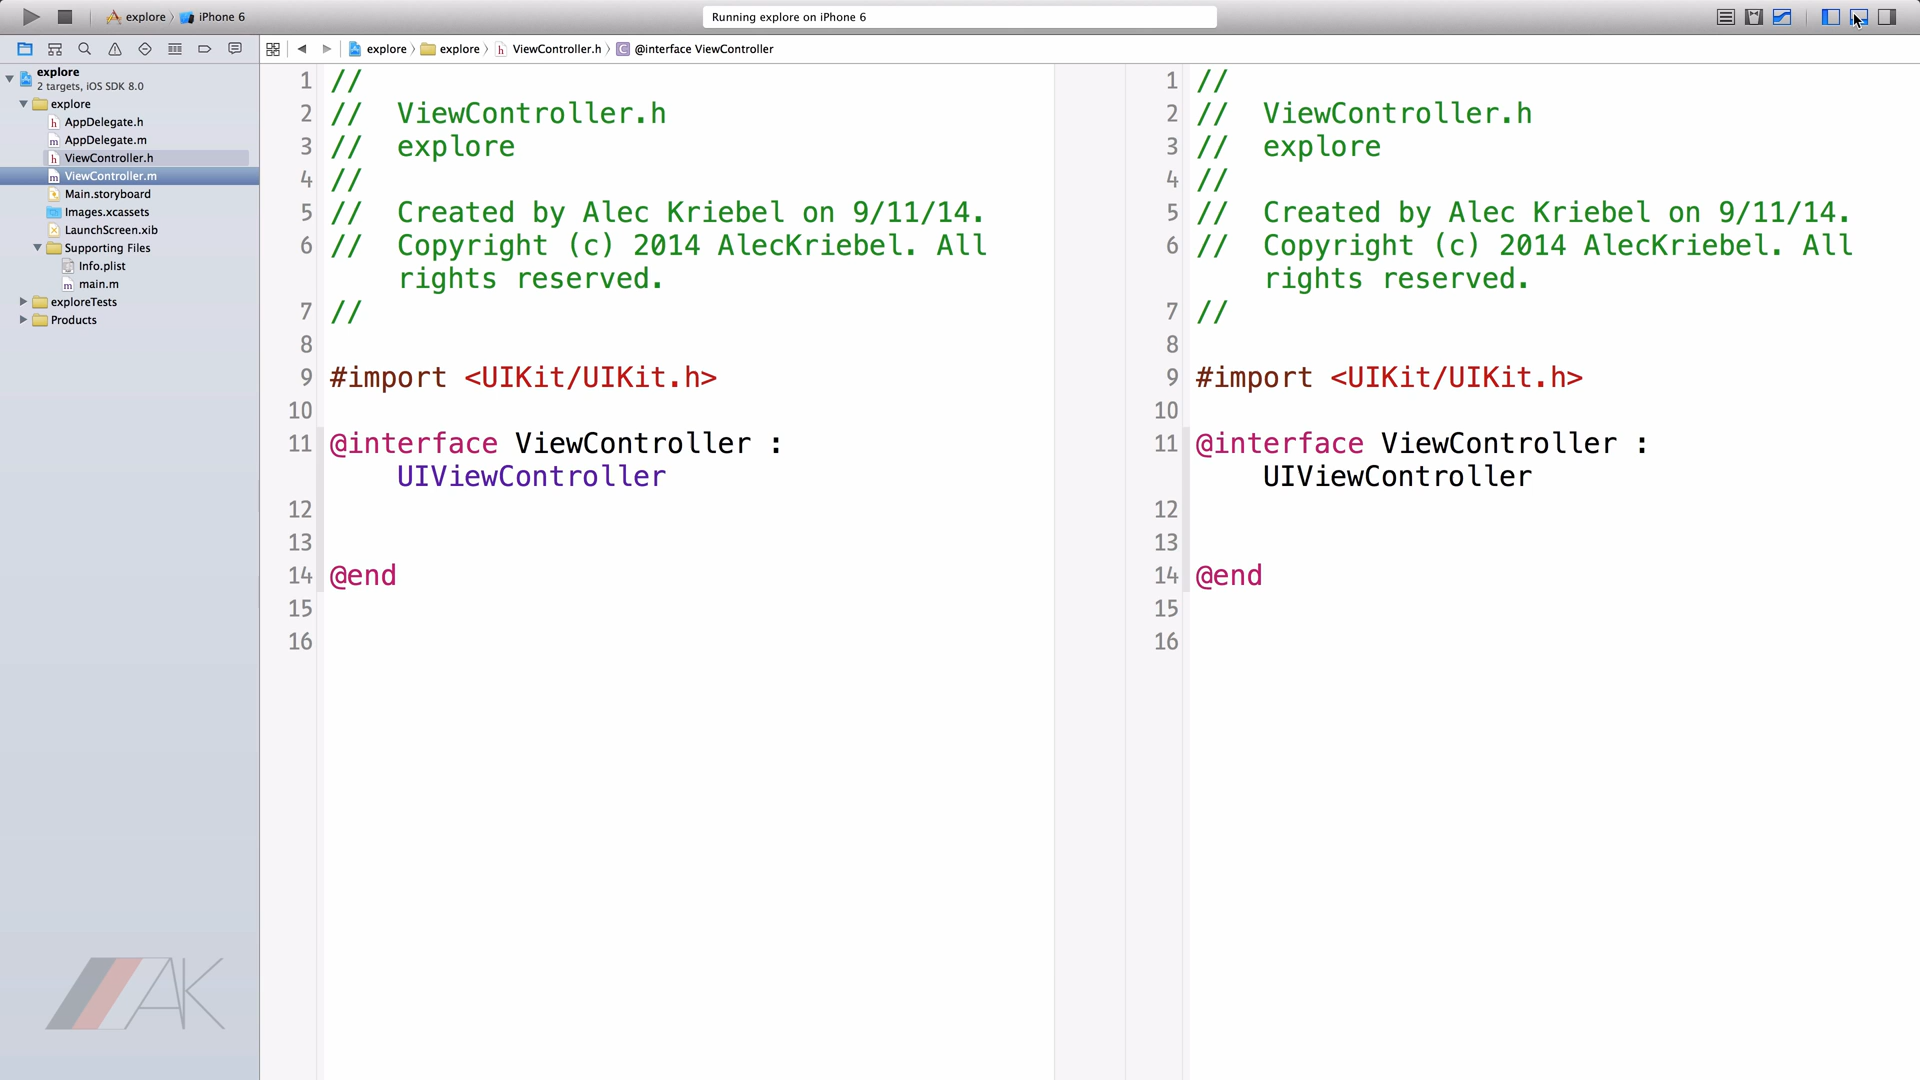 explore 〉 iPhone 6
Running explore on iPhone 6
explore 〉 explore 〉 h ViewController.h 〉 C @interface ViewController
explore
2 targets, iOS SDK 8.0
explore
h AppDelegate.h
m AppDelegate.m
h ViewController.h
m ViewController.m
Main.storyboard
Images.xcassets
LaunchScreen.xib
Supporting Files
Info.plist
m main.m
exploreTests
Products
AK
1 //
2 //  ViewController.h
3 //  explore
4 //
5 //  Created by Alec Kriebel on 9/11/14.
6 //  Copyright (c) 2014 AlecKriebel. All
rights reserved.
7 //
8
9 #import <UIKit/UIKit.h>
10
11 @interface ViewController :
UIViewController
12
13
14 @end
15
16
1 //
2 //  ViewController.h
3 //  explore
4 //
5 //  Created by Alec Kriebel on 9/11/14.
6 //  Copyright (c) 2014 AlecKriebel. All
rights reserved.
7 //
8
9 #import <UIKit/UIKit.h>
10
11 @interface ViewController :
UIViewController
12
13
14 @end
15
16